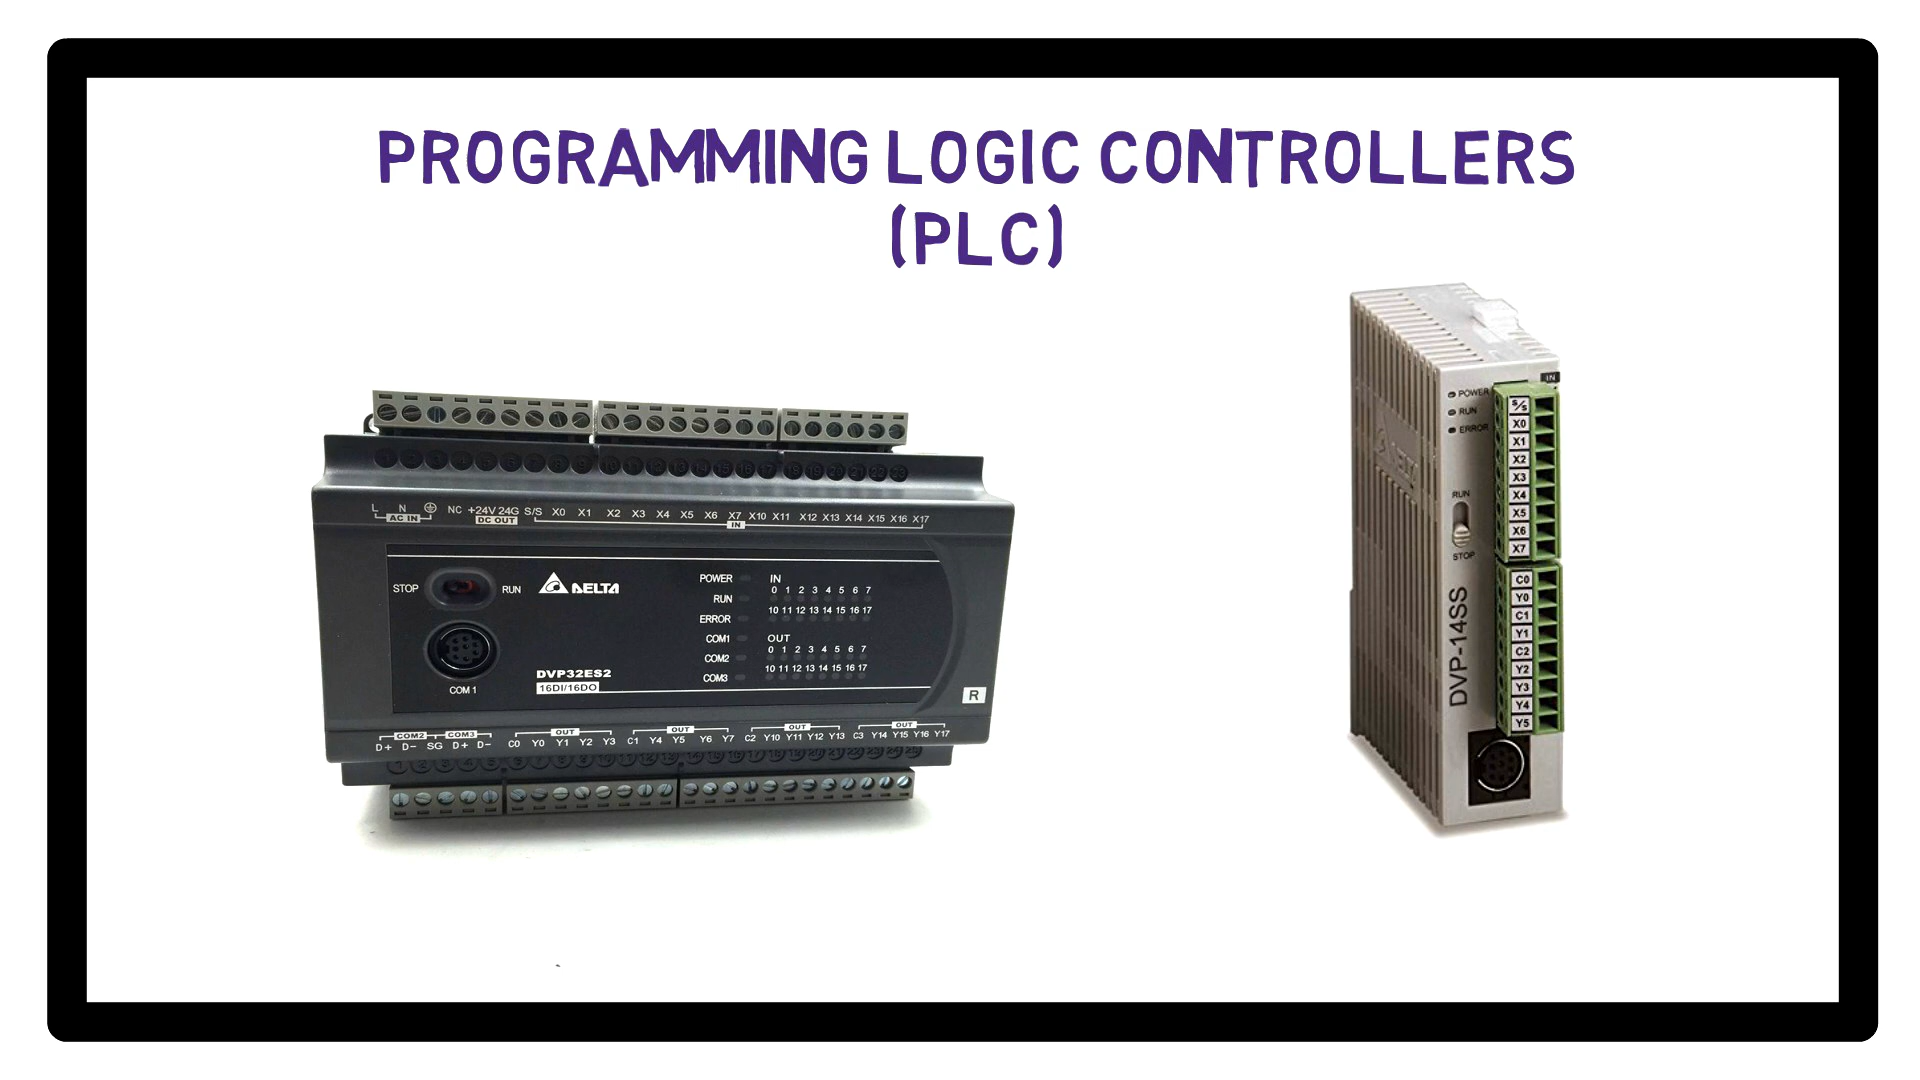 PROGRAMMING LOGIC CONTROLLERS
(PLC)
L N NC +24V 24G S/S X0 X1 X2 X3 X4 X5 X6 X7 X10 X11 X12 X13 X14 X15 X16 X17
AC IN DC OUT IN
STOP RUN DELTA
COM 1
DVP32ES2
16DI/16DO
POWER
RUN
ERROR
COM1
COM2
COM3
IN
0 1 2 3 4 5 6 7
10 11 12 13 14 15 16 17
OUT
0 1 2 3 4 5 6 7
10 11 12 13 14 15 16 17
R
COM2 COM3 OUT OUT OUT OUT
D+ D- SG D+ D- C0 Y0 Y1 Y2 Y3 C1 Y4 Y5 Y6 Y7 C2 Y10 Y11 Y12 Y13 C3 Y14 Y15 Y16 Y17
DELTA
POWER
RUN
ERROR
RUN
STOP
DVP-14SS
IN
S/S
X0
X1
X2
X3
X4
X5
X6
X7
C0
Y0
C1
Y1
C2
Y2
Y3
Y4
Y5